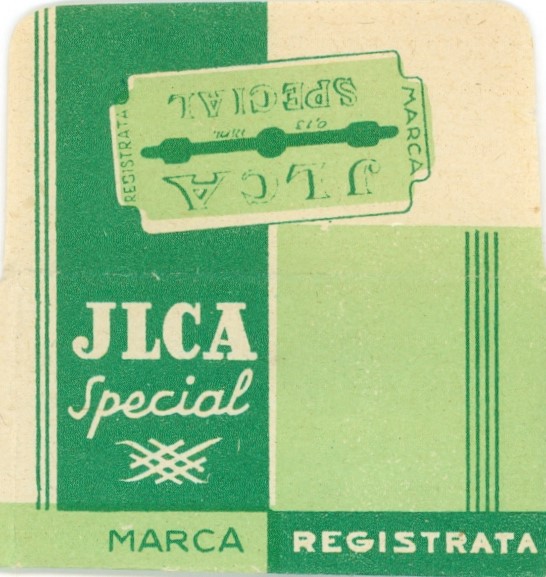 REGISTRATA
MARCA
JLCA
0,13 m/m.
SPECIAL
JLCA
Special
MARCA REGISTRATA